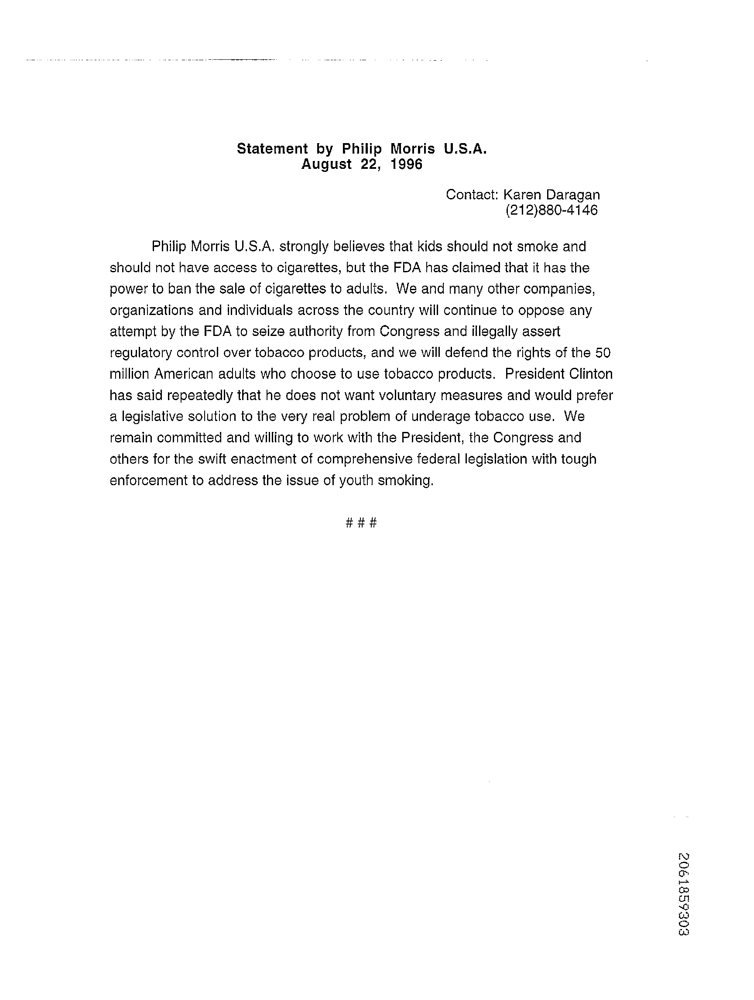 Statement by Philip Morris U.S.A.
August 22, 1996
Contact: Karen Daragan
(212)880-4146
Philip Morris U.S.A. strongly believes that kids should not smoke and
should not have access to cigarettes, but the FDA has claimed that it has the
power to ban the sale of cigarettes to adults. We and many other companies,
organizations and individuals across the country will continue to oppose any
attempt by the FDA to seize authority from Congress and illegally assert
regulatory control over tobacco products, and we will defend the rights of the 50
million American adults who choose to use tobacco products. President Clinton
has said repeatedly that he does not want voluntary measures and would prefer
a legislative solution to the very real problem of underage tobacco use. We
remain committed and willing to work with the President, the Congress and
others for the swift enactment of comprehensive federal legislation with tough
enforcement to address the issue of youth smoking.
# # #
2061859303